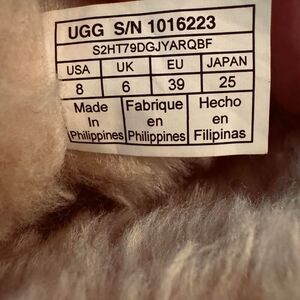 UGG S/N 1016223
S2HT79DGJYARQBF
USA UK EU JAPAN
8 6 39 25
Made Fabrique Hecho
In en en
Philippines Philippines Filipinas